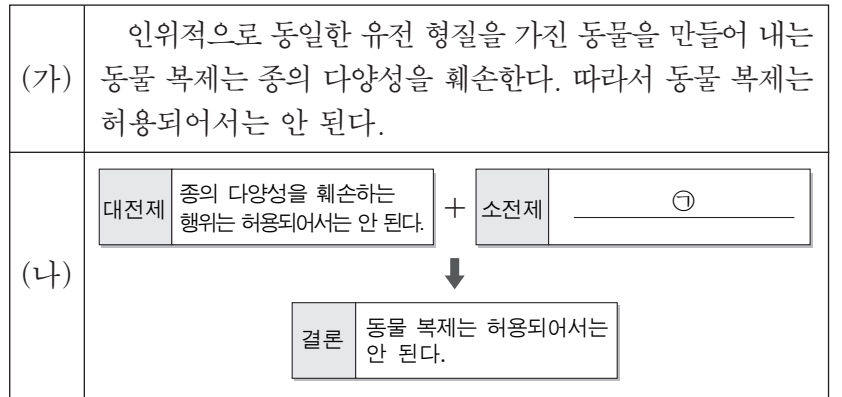 (가)
인위적으로 동일한 유전 형질을 가진 동물을 만들어 내는
동물 복제는 종의 다양성을 훼손한다. 따라서 동물 복제는
허용되어서는 안 된다.
(나)
대전제
종의 다양성을 훼손하는
행위는 허용되어서는 안 된다.
+
소전제
㉠
결론
동물 복제는 허용되어서는
안 된다.